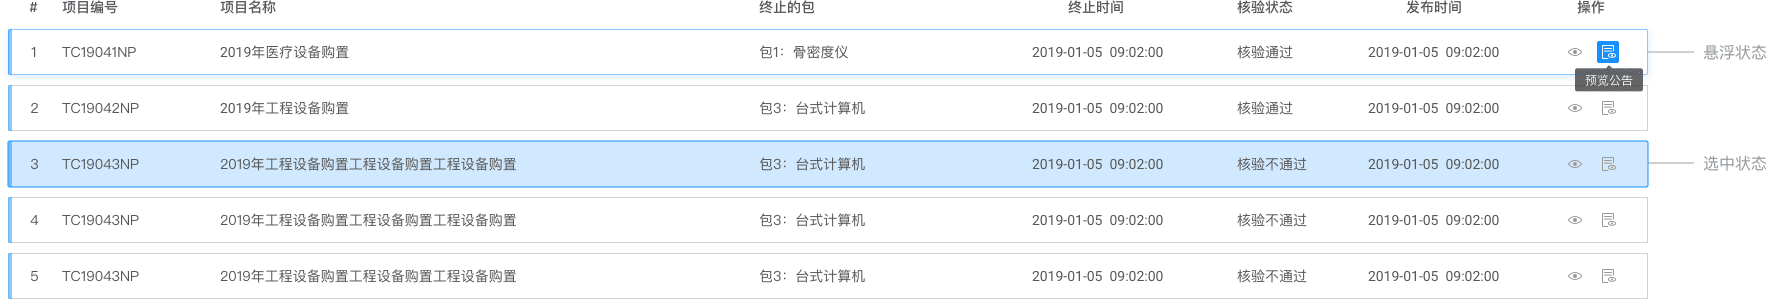 # 项目编号 项目名称 终止的包 终止时间 核验状态 发布时间 操作
1 TC19041NP 2019年医疗设备购置 包1：骨密度仪 2019-01-05 09:02:00 核验通过 2019-01-05 09:02:00 悬浮状态
预览公告
2 TC19042NP 2019年工程设备购置 包3：台式计算机 2019-01-05 09:02:00 核验通过 2019-01-05 09:02:00
3 TC19043NP 2019年工程设备购置工程设备购置工程设备购置 包3：台式计算机 2019-01-05 09:02:00 核验不通过 2019-01-05 09:02:00 选中状态
4 TC19043NP 2019年工程设备购置工程设备购置工程设备购置 包3：台式计算机 2019-01-05 09:02:00 核验不通过 2019-01-05 09:02:00
5 TC19043NP 2019年工程设备购置工程设备购置工程设备购置 包3：台式计算机 2019-01-05 09:02:00 核验不通过 2019-01-05 09:02:00